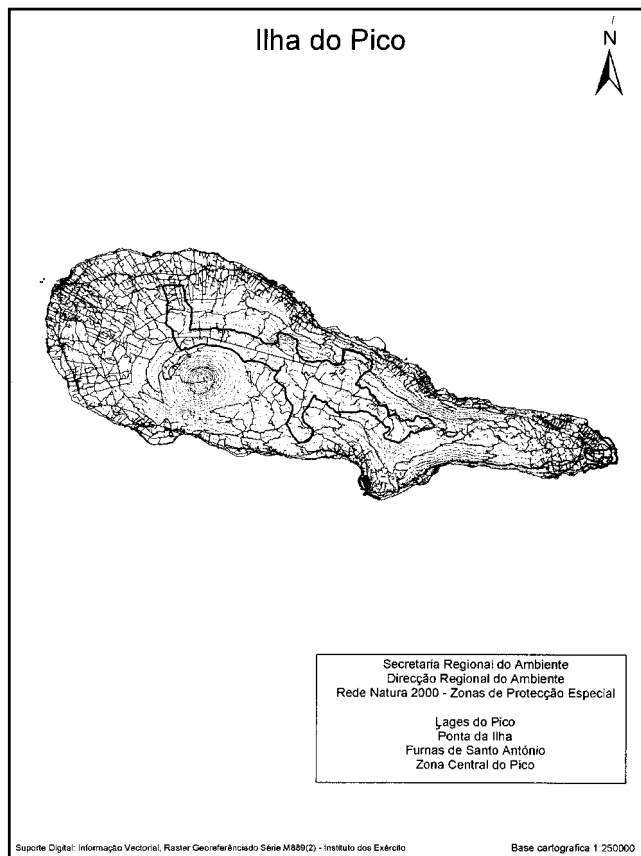 Ilha do Pico
N
Secretaria Regional do Ambiente
Direcção Regional do Ambiente
Rede Natura 2000 - Zonas de Protecção Especial
Lages do Pico
Ponta da Ilha
Furnas de Santo António
Zona Central do Pico
Suporte Digital: Informação Vectorial, Raster Georeferênciado Série M889(2) - Instituto dos Exército
Base cartografica 1:250000